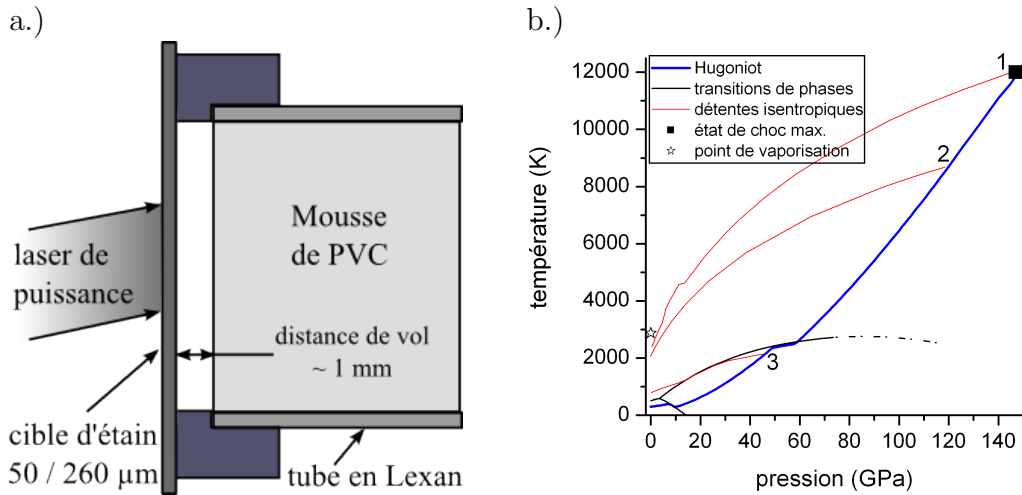 a.)
laser de
puissance
Mousse
de PVC
distance de vol
~ 1 mm
cible d'étain
50 / 260 µm
tube en Lexan
b.)
Hugoniot
transitions de phases
détentes isentropiques
état de choc max.
point de vaporisation
1
2
3
12000
10000
8000
6000
4000
2000
0
température (K)
0 20 40 60 80 100 120 140
pression (GPa)